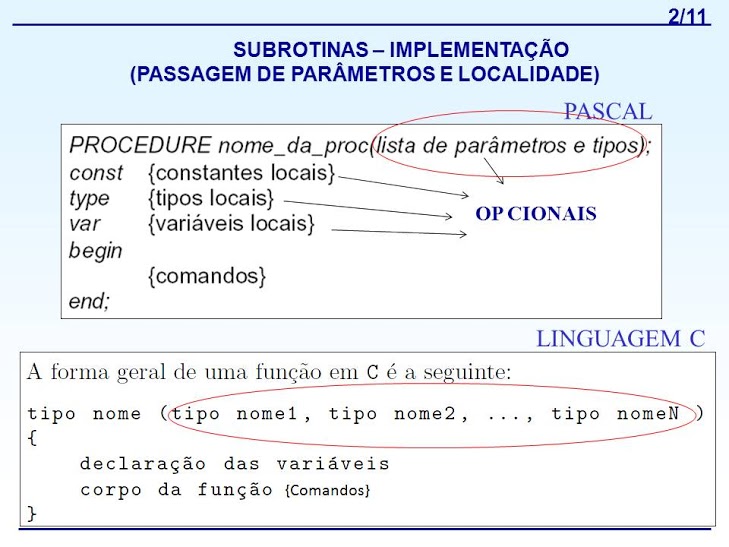 2/11
SUBROTINAS – IMPLEMENTAÇÃO
(PASSAGEM DE PARÂMETROS E LOCALIDADE)
PASCAL
PROCEDURE nome_da_proc(lista de parâmetros e tipos);
const {constantes locais}
type {tipos locais}
OP CIONAIS
var {variáveis locais}
begin
{comandos}
end;
LINGUAGEM C
A forma geral de uma função em C é a seguinte:
tipo nome (tipo nome1, tipo nome2, ..., tipo nomeN )
{
declaração das variáveis
corpo da função {Comandos}
}